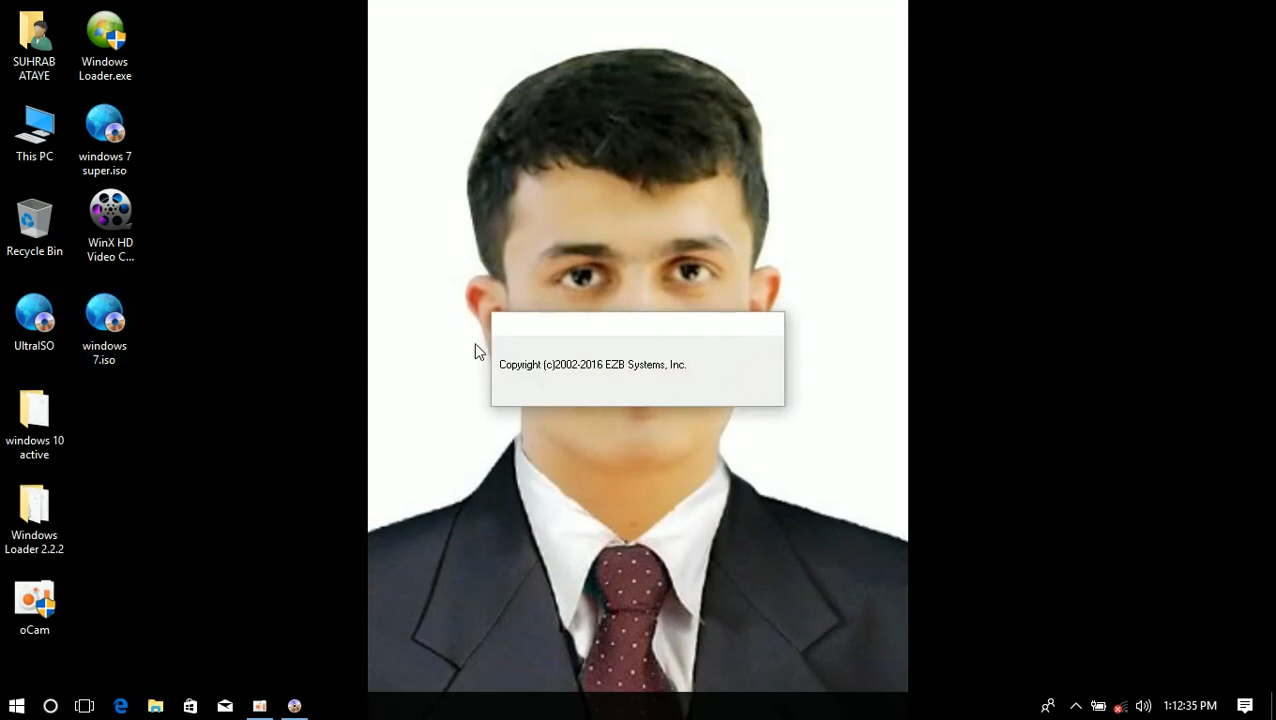 SUHRAB
ATAYE
Windows
Loader.exe
This PC
windows 7
super.iso
Recycle Bin
WinX HD
Video C...
UltraISO
windows
7.iso
windows 10
active
Windows
Loader 2.2.2
oCam
Copyright (c)2002-2016 EZB Systems, Inc.
1:12:35 PM